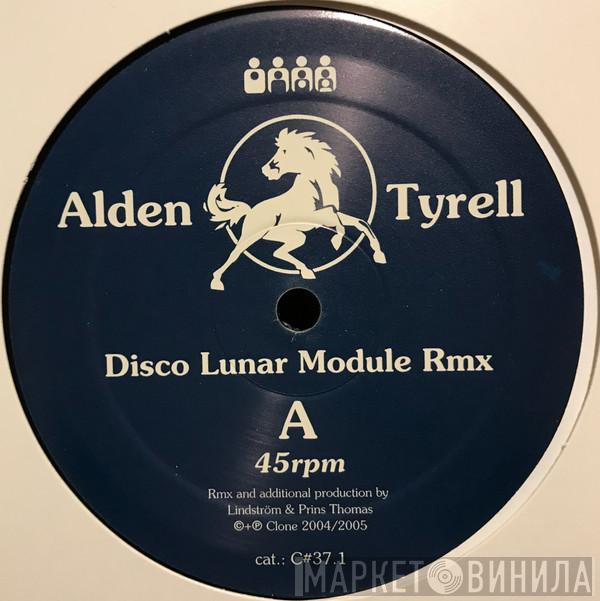 Alden Tyrell
Disco Lunar Module Rmx
A
45rpm
Rmx and additional production by
Lindström & Prins Thomas
©+℗ Clone 2004/2005
cat.: C#37.1
МАРКЕТ ВИНИЛА